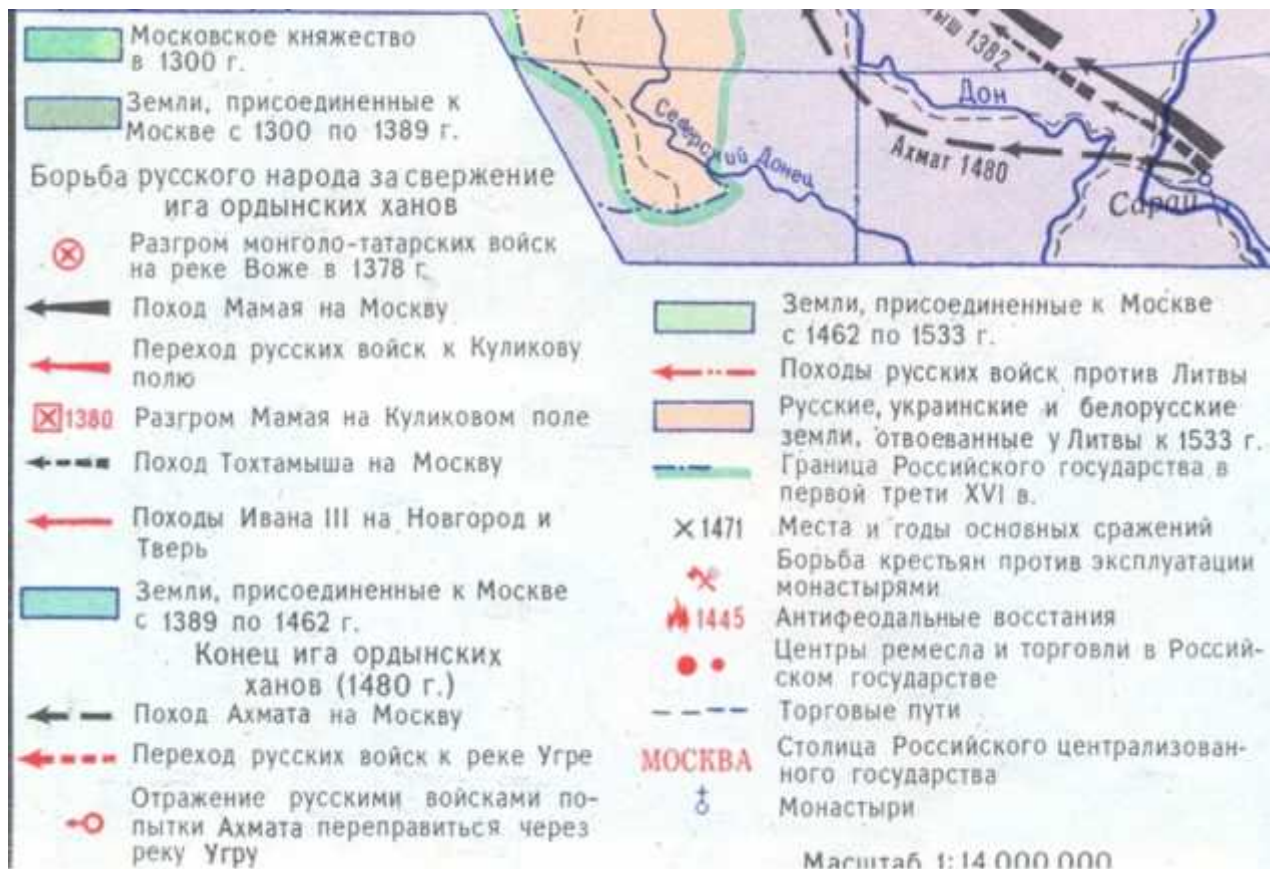 Московское княжество
в 1300 г.
Земли, присоединенные к
Москве с 1300 по 1389 г.
Борьба русского народа за свержение
ига ордынских ханов
Разгром монголо-татарских войск
на реке Воже в 1378 г.
Поход Мамая на Москву
Переход русских войск к Куликову
полю
1380 Разгром Мамая на Куликовом поле
Поход Тохтамыша на Москву
Походы Ивана III на Новгород и
Тверь
Земли, присоединенные к Москве
с 1389 по 1462 г.
Конец ига ордынских
ханов (1480 г.)
Поход Ахмата на Москву
Переход русских войск к реке Угре
Отражение русскими войсками по-
пытки Ахмата переправиться через
реку Угру
1382
Дон
Северский Донец
Ахмат 1480
Сарай
Земли, присоединенные к Москве
с 1462 по 1533 г.
Походы русских войск против Литвы
Русские, украинские и белорусские
земли, отвоеванные у Литвы к 1533 г.
Граница Российского государства в
первой трети XVI в.
1471 Места и годы основных сражений
Борьба крестьян против эксплуатации
монастырями
1445 Антифеодальные восстания
Центры ремесла и торговли в Россий-
ском государстве
Торговые пути
МОСКВА Столица Российского централизован-
ного государства
Монастыри
Масштаб 1:14 000 000